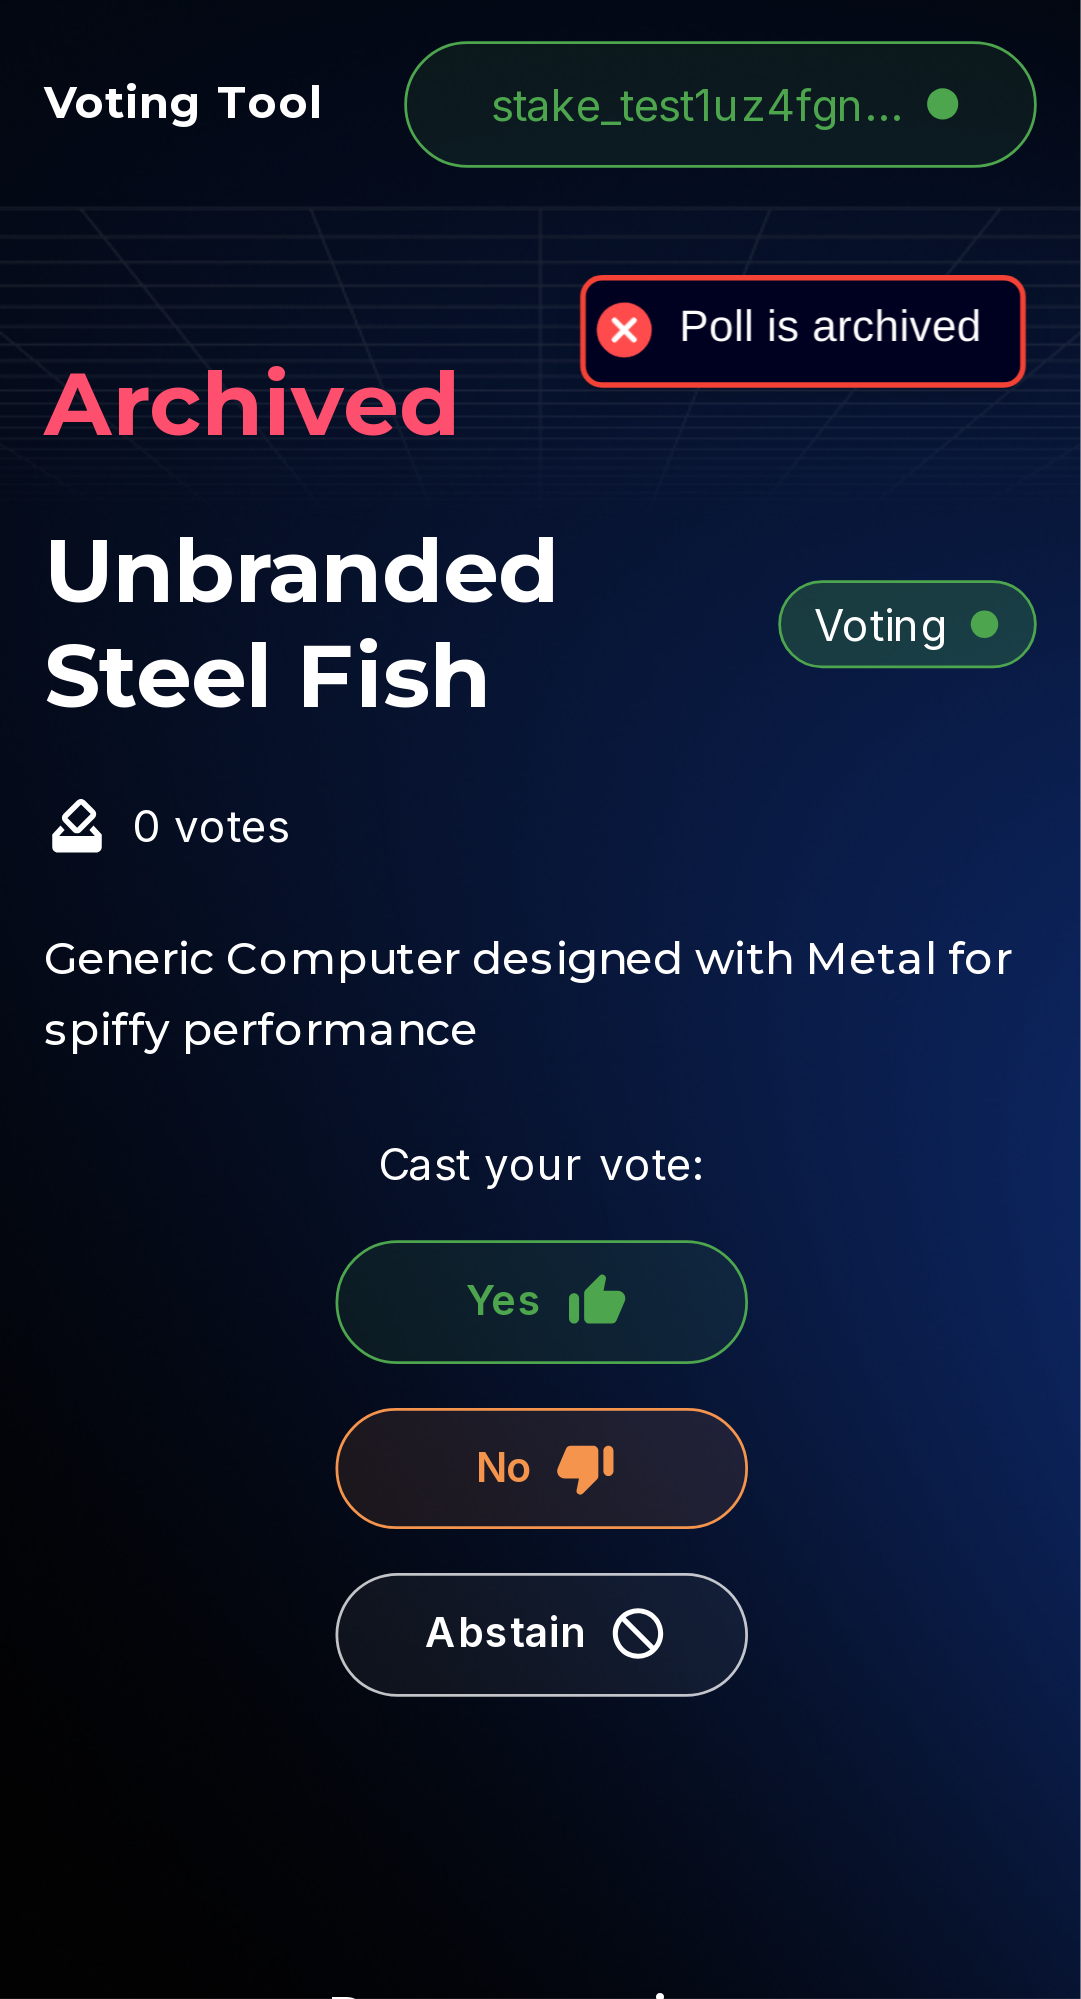 Voting Tool
stake_test1uz4fgn...
Poll is archived
Archived
Unbranded
Steel Fish
Voting
0 votes
Generic Computer designed with Metal for
spiffy performance
Cast your vote:
Yes
No
Abstain